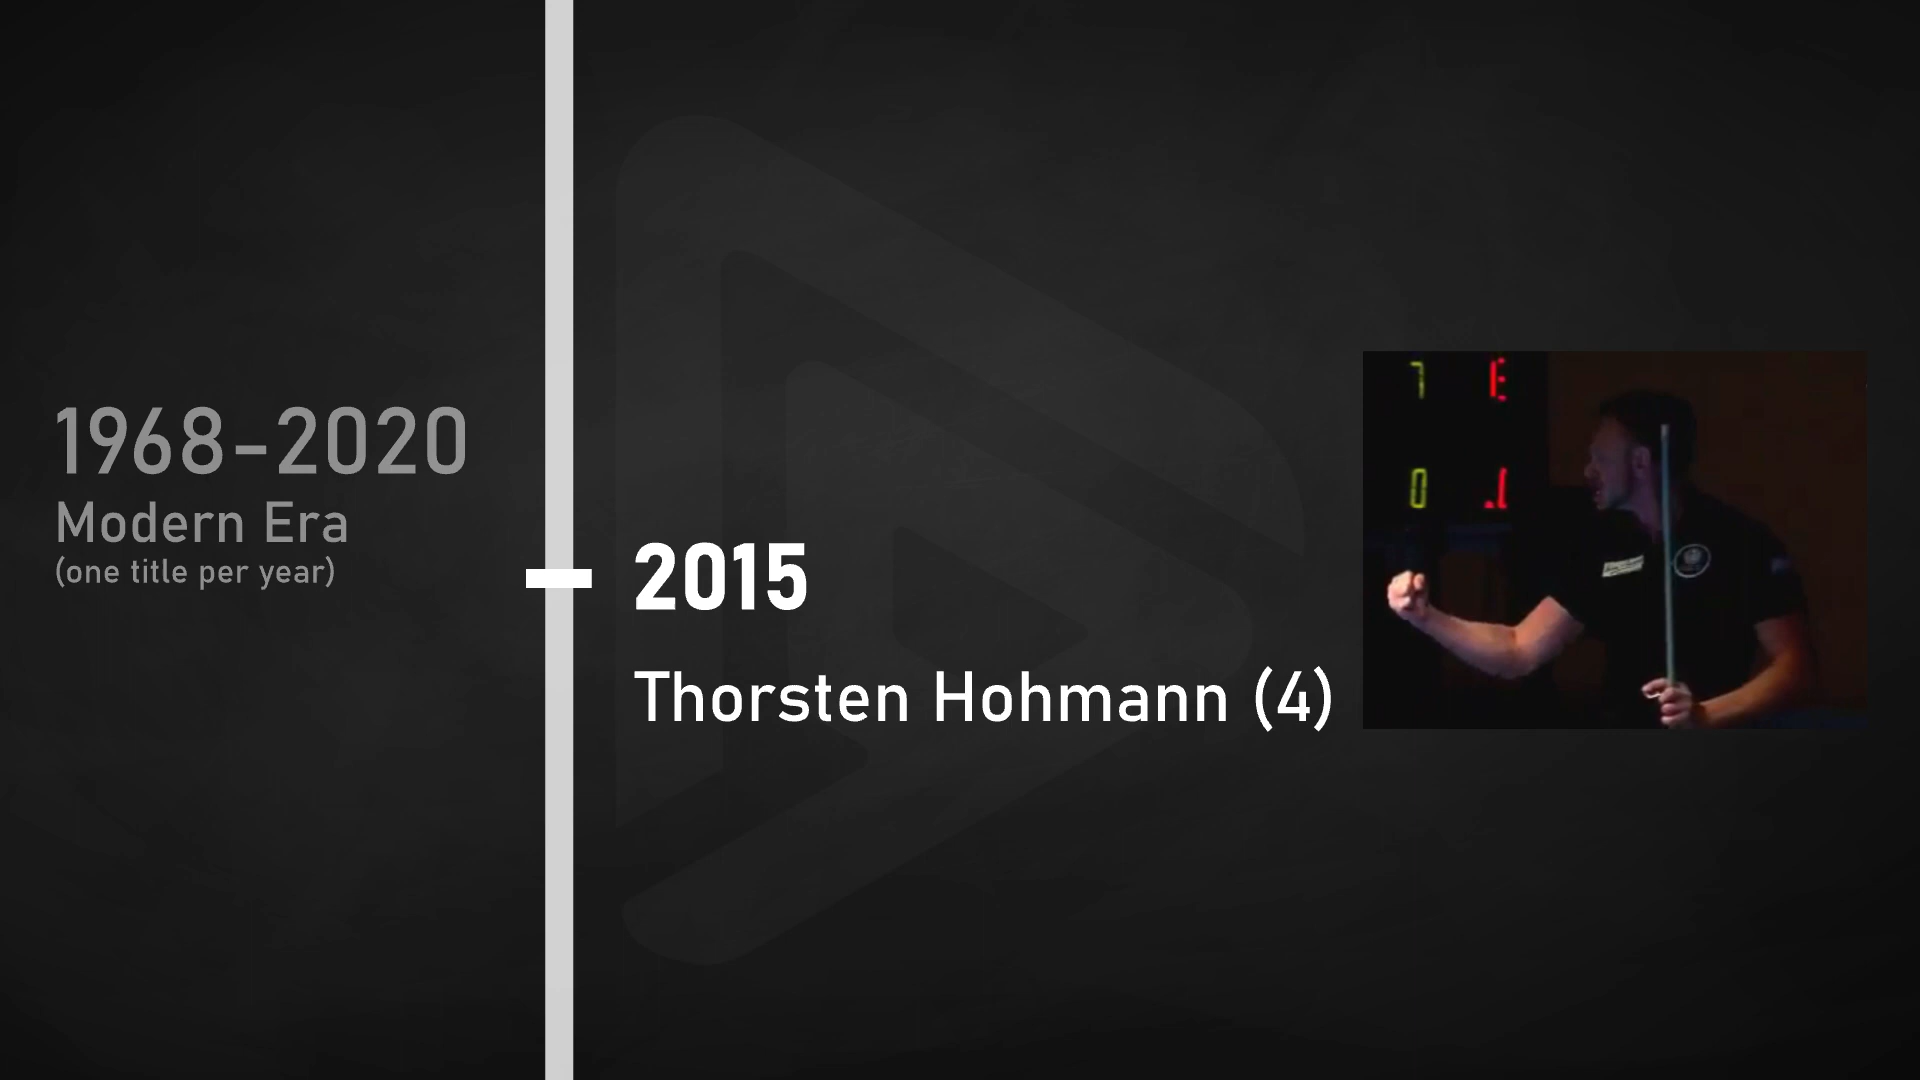 1968-2020
Modern Era
(one title per year)
2015
Thorsten Hohmann (4)